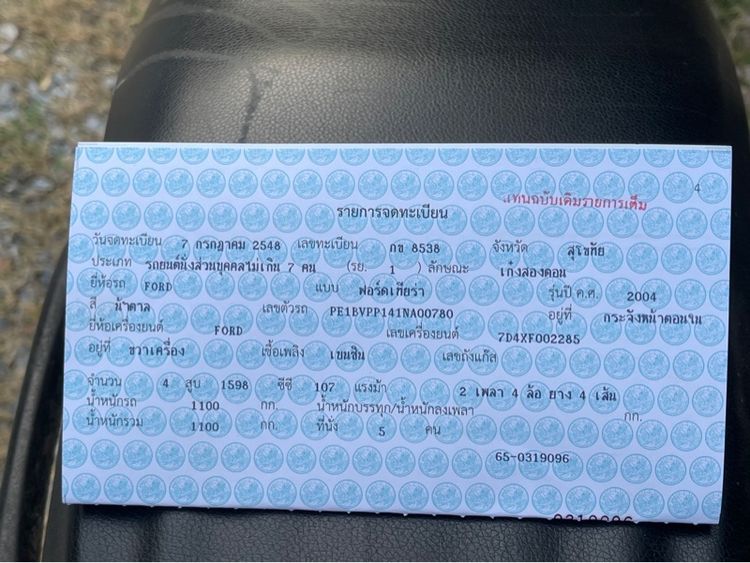 4
แทนฉบับเดิมรายการเต็ม
รายการจดทะเบียน
วันจดทะเบียน 7 กรกฎาคม 2548 เลขทะเบียน กข 8538 จังหวัด สุโขทัย
ประเภท รถยนต์นั่งส่วนบุคคลไม่เกิน 7 คน (รย. 1 ) ลักษณะ เก๋งสองตอน
ยี่ห้อรถ FORD แบบ ฟอร์ดเทียร่า รุ่นปี ค.ศ. 2004
สี น้ำตาล เลขตัวรถ PE1BVPP141NA00780 อยู่ที่ กระจังหน้าตอนใน
ยี่ห้อเครื่องยนต์ FORD เลขเครื่องยนต์ 7D4XF002285
อยู่ที่ ขวาเครื่อง เชื้อเพลิง เบนซิน เลขถังแก๊ส
จำนวน 4 สูบ 1598 ซีซี 107 แรงม้า 2 เพลา 4 ล้อ ยาง 4 เส้น
น้ำหนักรถ 1100 กก. น้ำหนักบรรทุก/น้ำหนักลงเพลา กก.
น้ำหนักรวม 1100 กก. ที่นั่ง 5 คน
65-0319096